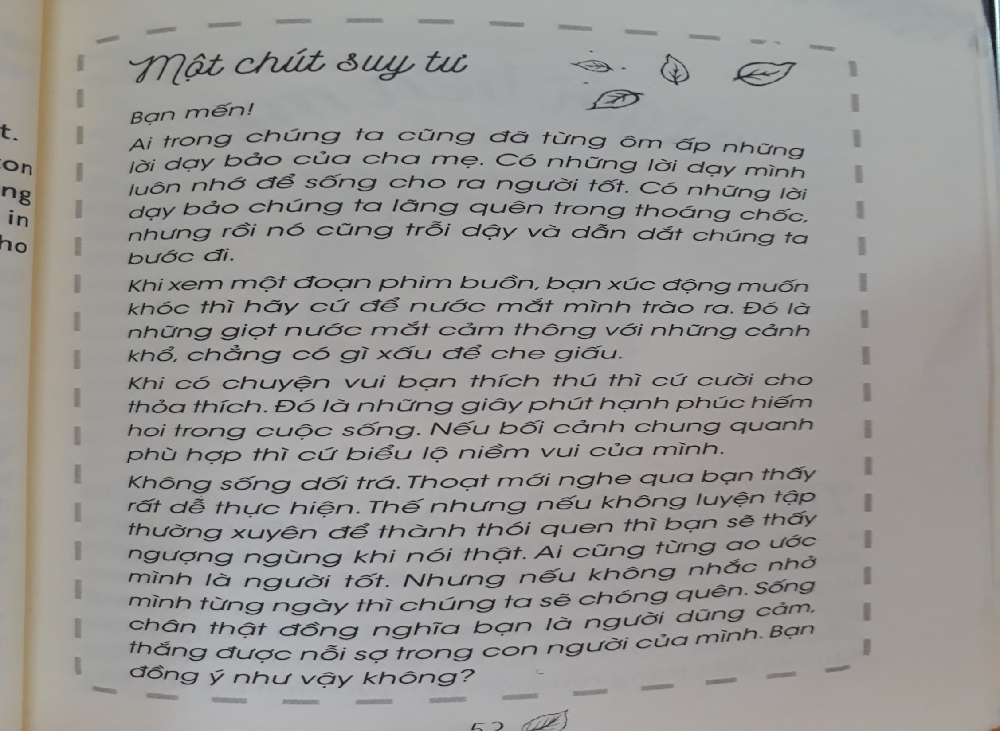 Một chút suy tư
Bạn mến!
Ai trong chúng ta cũng đã từng ôm ấp những
lời dạy bảo của cha mẹ. Có những lời dạy mình
luôn nhớ để sống cho ra người tốt. Có những lời
dạy bảo chúng ta lãng quên trong thoáng chốc,
nhưng rồi nó cũng trỗi dậy và dẫn dắt chúng ta
bước đi.
Khi xem một đoạn phim buồn, bạn xúc động muốn
khóc thì hãy cứ để nước mắt mình trào ra. Đó là
những giọt nước mắt cảm thông với những cảnh
khổ, chẳng có gì xấu để che giấu.
Khi có chuyện vui bạn thích thú thì cứ cười cho
thỏa thích. Đó là những giây phút hạnh phúc hiếm
hoi trong cuộc sống. Nếu bối cảnh chung quanh
phù hợp thì cứ biểu lộ niềm vui của mình.
Không sống dối trá. Thoạt mới nghe qua bạn thấy
rất dễ thực hiện. Thế nhưng nếu không luyện tập
thường xuyên để thành thói quen thì bạn sẽ thấy
ngượng ngùng khi nói thật. Ai cũng từng ao ước
mình là người tốt. Nhưng nếu không nhắc nhở
mình từng ngày thì chúng ta sẽ chóng quên. Sống
chân thật đồng nghĩa bạn là người dũng cảm,
thắng được nỗi sợ trong con người của mình. Bạn
đồng ý như vậy không?